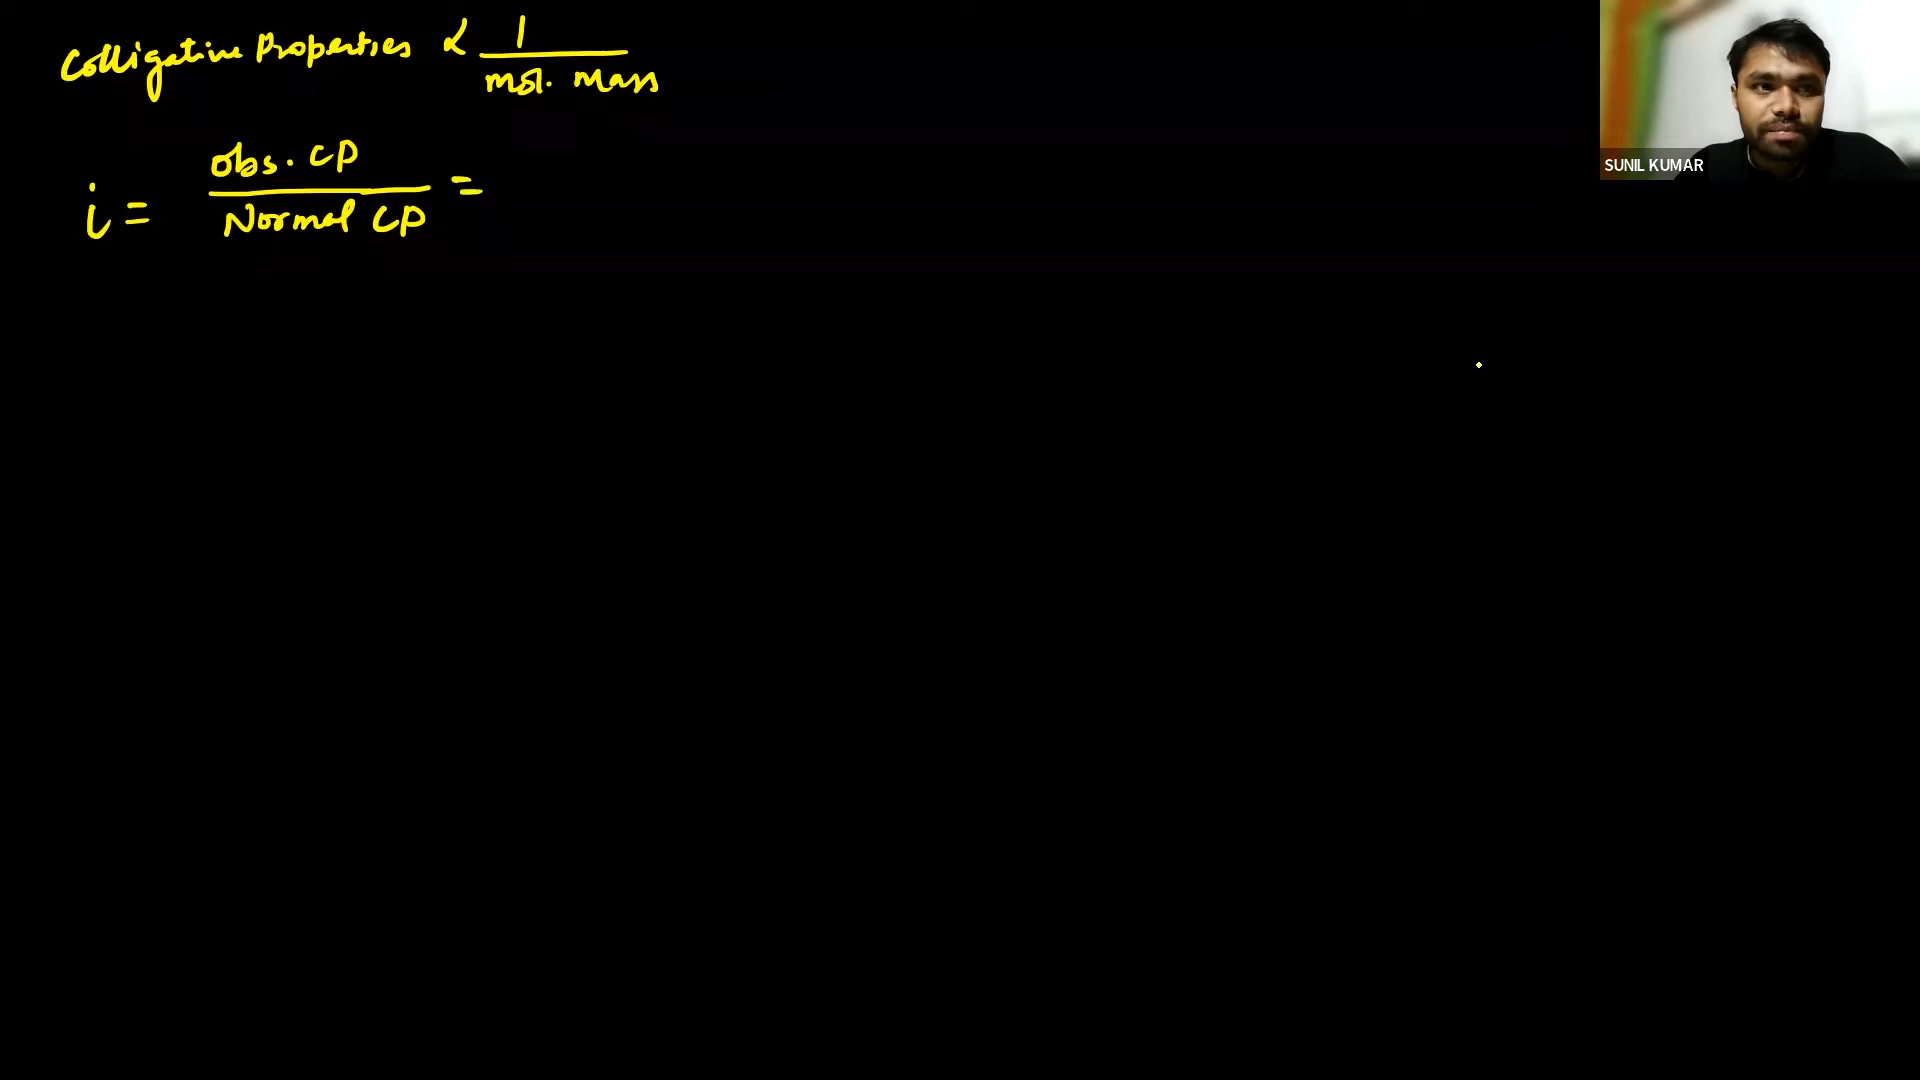 Colligative Properties ∝ 1 / mol. mass
i = obs. CP / Normal CP =
SUNIL KUMAR